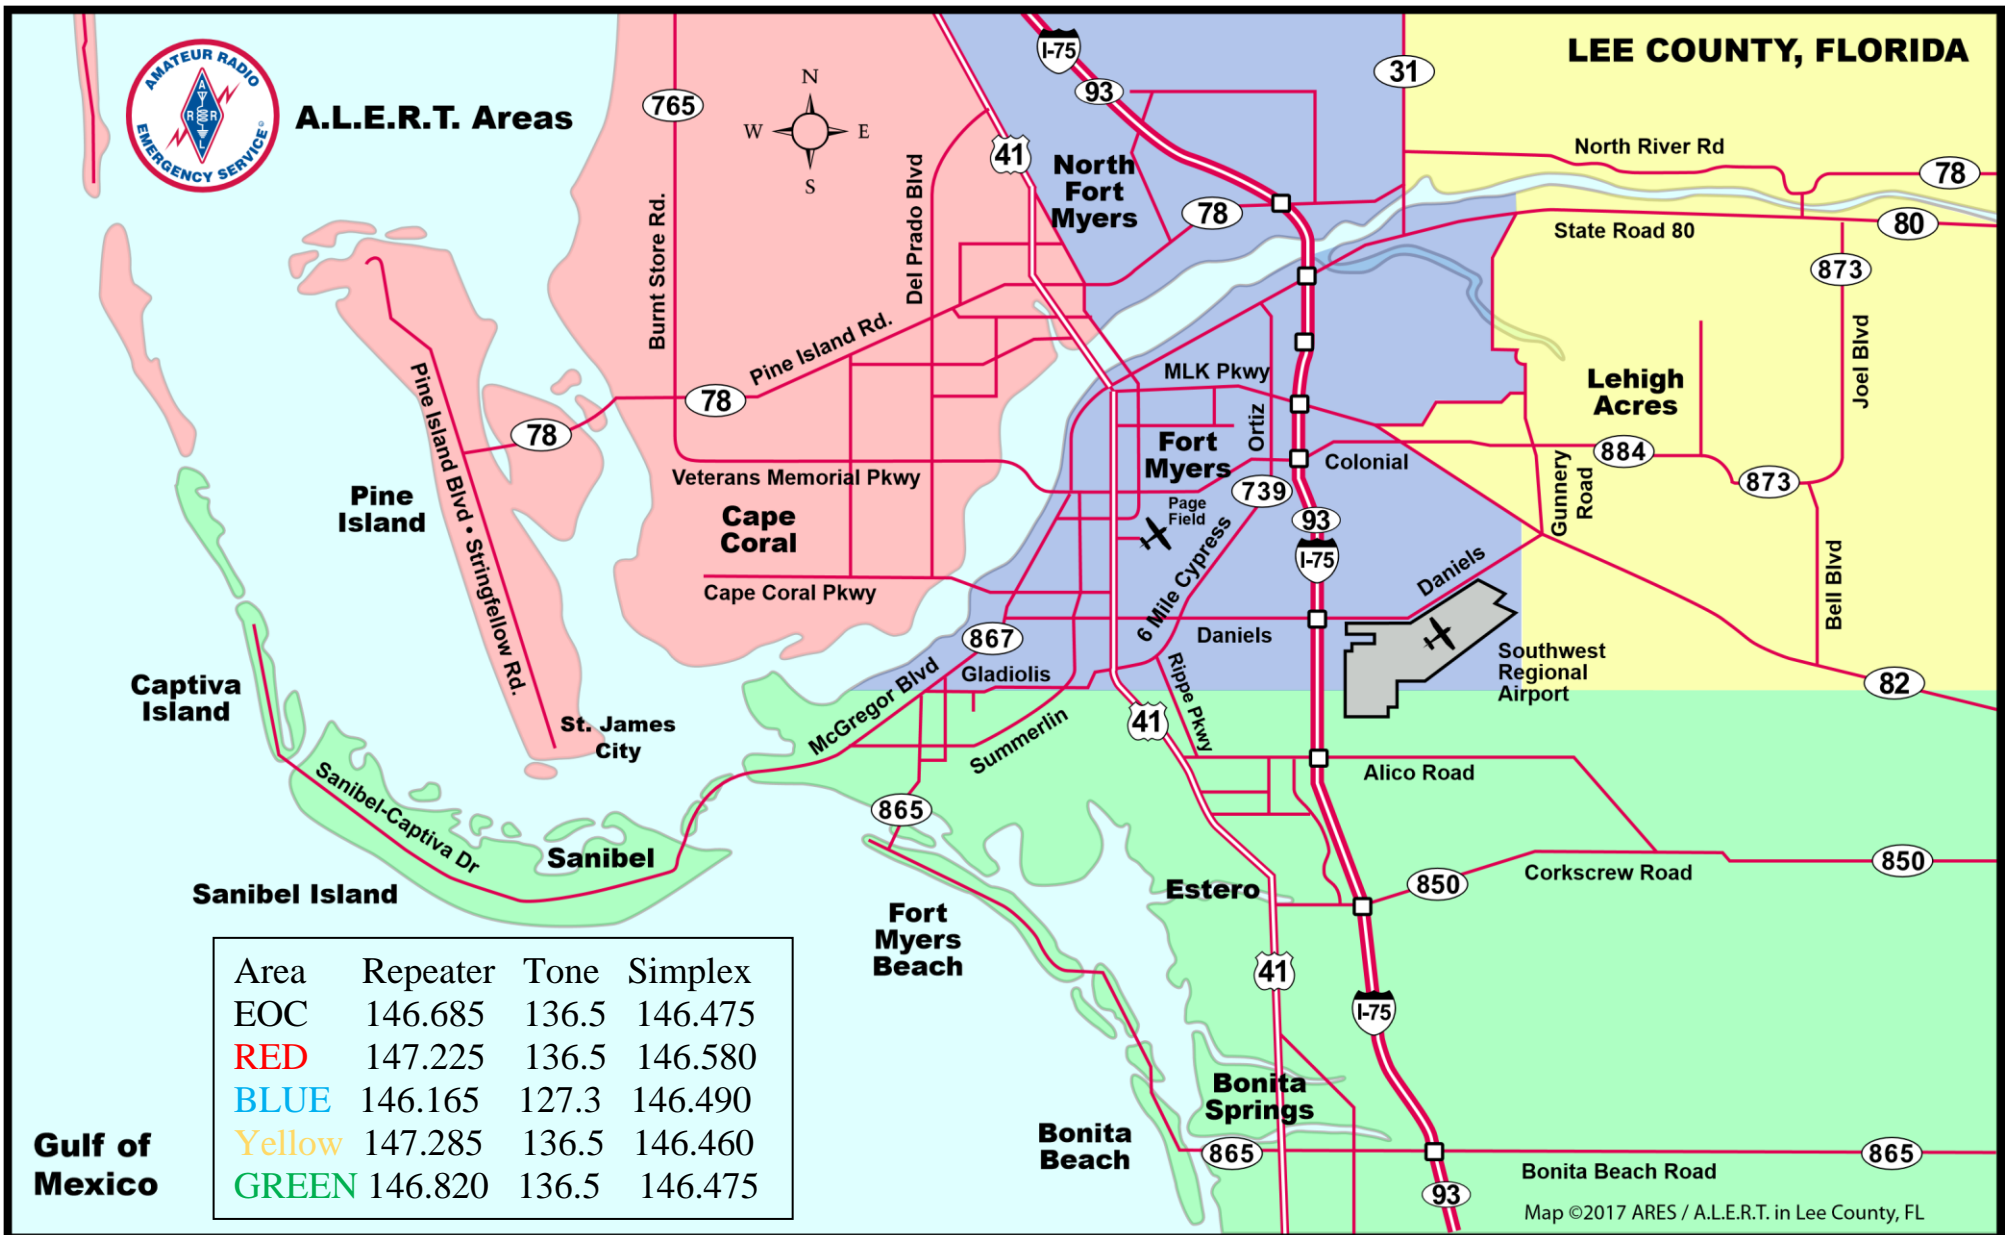 LEE COUNTY, FLORIDA
AMATEUR RADIO
EMERGENCY SERVICE
A
R R
L
A.L.E.R.T. Areas
N
W E
S
I-75
93
31
765
41
North
Fort
Myers
78
North River Rd
78
State Road 80
80
873
Burnt Store Rd.
Del Prado Blvd
Pine Island Rd.
78
78
Pine Island Blvd • Stringfellow Rd.
Pine
Island
Veterans Memorial Pkwy
Cape
Coral
Cape Coral Pkwy
MLK Pkwy
Ortiz
Fort
Myers
739
Colonial
Page
Field
93
I-75
6 Mile Cypress
Daniels
Daniels
Lehigh
Acres
Joel Blvd
884
873
Gunnery
Road
Bell Blvd
82
Southwest
Regional
Airport
867
Gladiolis
McGregor Blvd
Summerlin
Rippe Pkwy
41
Captiva
Island
St. James
City
Sanibel-Captiva Dr
Sanibel
Sanibel Island
865
Alico Road
850
Corkscrew Road
850
Estero
Fort
Myers
Beach
41
I-75
Bonita
Springs
Bonita
Beach
865
Bonita Beach Road
865
93
Gulf of
Mexico
Area Repeater Tone Simplex
EOC 146.685 136.5 146.475
RED 147.225 136.5 146.580
BLUE 146.165 127.3 146.490
Yellow 147.285 136.5 146.460
GREEN 146.820 136.5 146.475
Map ©2017 ARES / A.L.E.R.T. in Lee County, FL